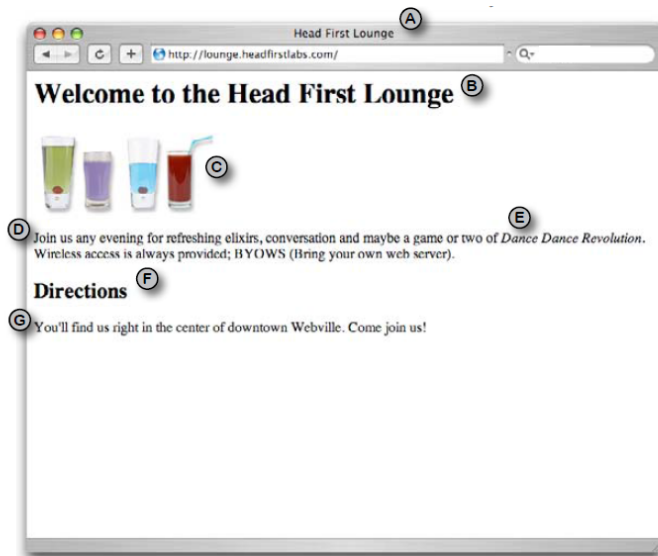 A
Head First Lounge
http://lounge.headfirstlabs.com/
Welcome to the Head First Lounge B
C
E
D Join us any evening for refreshing elixirs, conversation and maybe a game or two of Dance Dance Revolution.
Wireless access is always provided; BYOWS (Bring your own web server).
Directions F
G You'll find us right in the center of downtown Webville. Come join us!